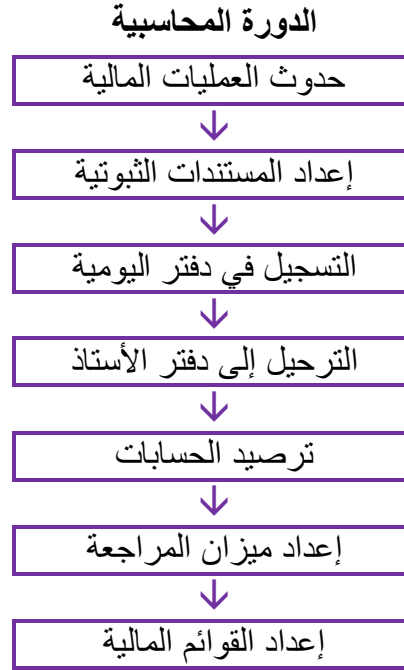 الدورة المحاسبية
حدوث العمليات المالية
إعداد المستندات الثبوتية
التسجيل في دفتر اليومية
الترحيل إلى دفتر الأستاذ
ترصيد الحسابات
إعداد ميزان المراجعة
إعداد القوائم المالية